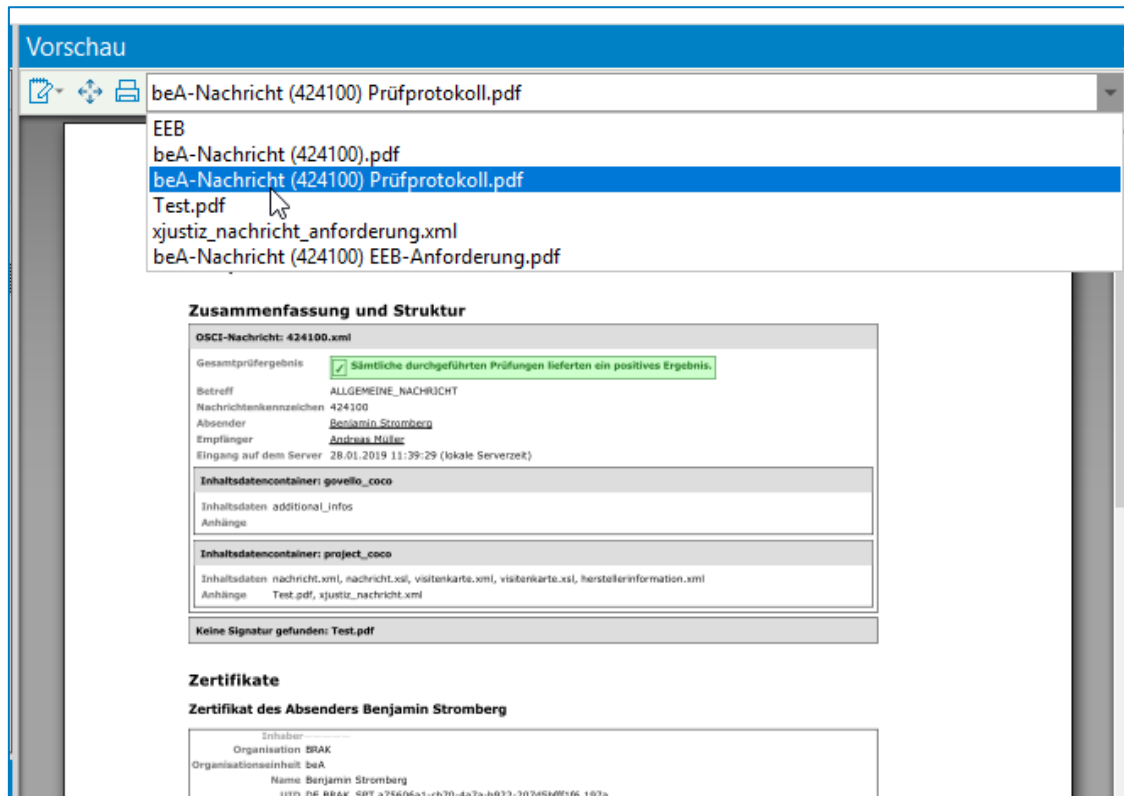 Vorschau
beA-Nachricht (424100) Prüfprotokoll.pdf
EEB
beA-Nachricht (424100).pdf
beA-Nachricht (424100) Prüfprotokoll.pdf
Test.pdf
xjustiz_nachricht_anforderung.xml
beA-Nachricht (424100) EEB-Anforderung.pdf
Zusammenfassung und Struktur
OSCI-Nachricht: 424100.xml
Gesamtprüfergebnis Sämtliche durchgeführten Prüfungen lieferten ein positives Ergebnis.
Betreff ALLGEMEINE_NACHRICHT
Nachrichtenkennzeichen 424100
Absender Benjamin Stromberg
Empfänger Andreas Müller
Eingang auf dem Server 28.01.2019 11:39:29 (lokale Serverzeit)
Inhaltsdatencontainer: govello_coco
Inhaltsdaten additional_infos
Anhänge
Inhaltsdatencontainer: project_coco
Inhaltsdaten nachricht.xml, nachricht.xsl, visitenkarte.xml, visitenkarte.xsl, herstellerinformation.xml
Anhänge Test.pdf, xjustiz_nachricht.xml
Keine Signatur gefunden: Test.pdf
Zertifikate
Zertifikat des Absenders Benjamin Stromberg
Inhaber
Organisation BRAK
Organisationseinheit beA
Name Benjamin Stromberg